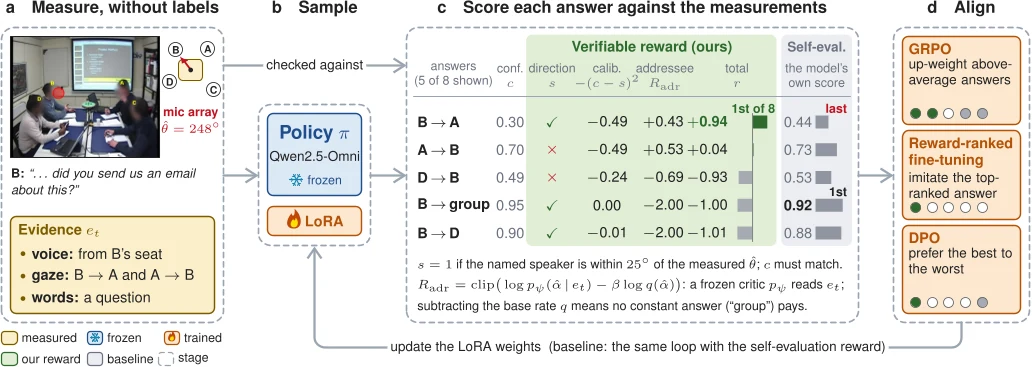 a Measure, without labels
B
A
D
C
mic array
θ̂ = 248°
B: “... did you send us an email
about this?”
Evidence eₜ
• voice: from B’s seat
• gaze: B → A and A → B
• words: a question
measured
frozen
trained
our reward
baseline
stage
b Sample
checked against
Policy π
Qwen2.5-Omni
frozen
LoRA
c Score each answer against the measurements
Verifiable reward (ours)
Self-eval.
answers conf. direction calib. addressee total the model’s
(5 of 8 shown) c s −(c − s)² R_adr r own score
1st of 8 last
B → A 0.30 ✓ −0.49 +0.43 +0.94 0.44
A → B 0.70 × −0.49 +0.53 +0.04 0.73
D → B 0.49 × −0.24 −0.69 −0.93 0.53
1st
B → group 0.95 ✓ 0.00 −2.00 −1.00 0.92
B → D 0.90 ✓ −0.01 −2.00 −1.01 0.88
s = 1 if the named speaker is within 25° of the measured θ̂; c must match.
R_adr = clip(log p_ψ(α̂ | eₜ) − β log q(α̂)): a frozen critic p_ψ reads eₜ;
subtracting the base rate q means no constant answer (“group”) pays.
d Align
GRPO
up-weight above-
average answers
Reward-ranked
fine-tuning
imitate the top-
ranked answer
DPO
prefer the best to
the worst
update the LoRA weights (baseline: the same loop with the self-evaluation reward)